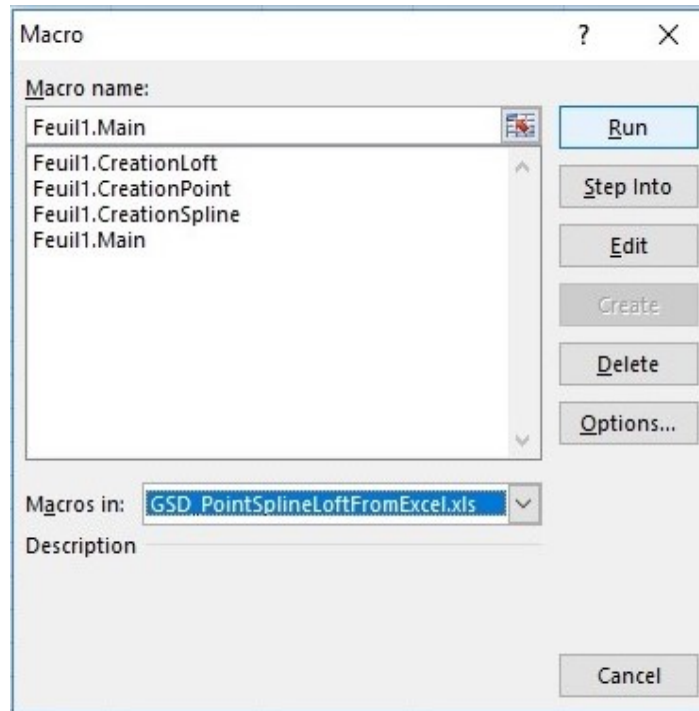 Macro
?
Macro name:
Feuil1.Main
Run
Feuil1.CreationLoft
Feuil1.CreationPoint
Feuil1.CreationSpline
Feuil1.Main
Step Into
Edit
Create
Delete
Options...
Macros in: GSD_PointSplineLoftFromExcel.xls
Description
Cancel